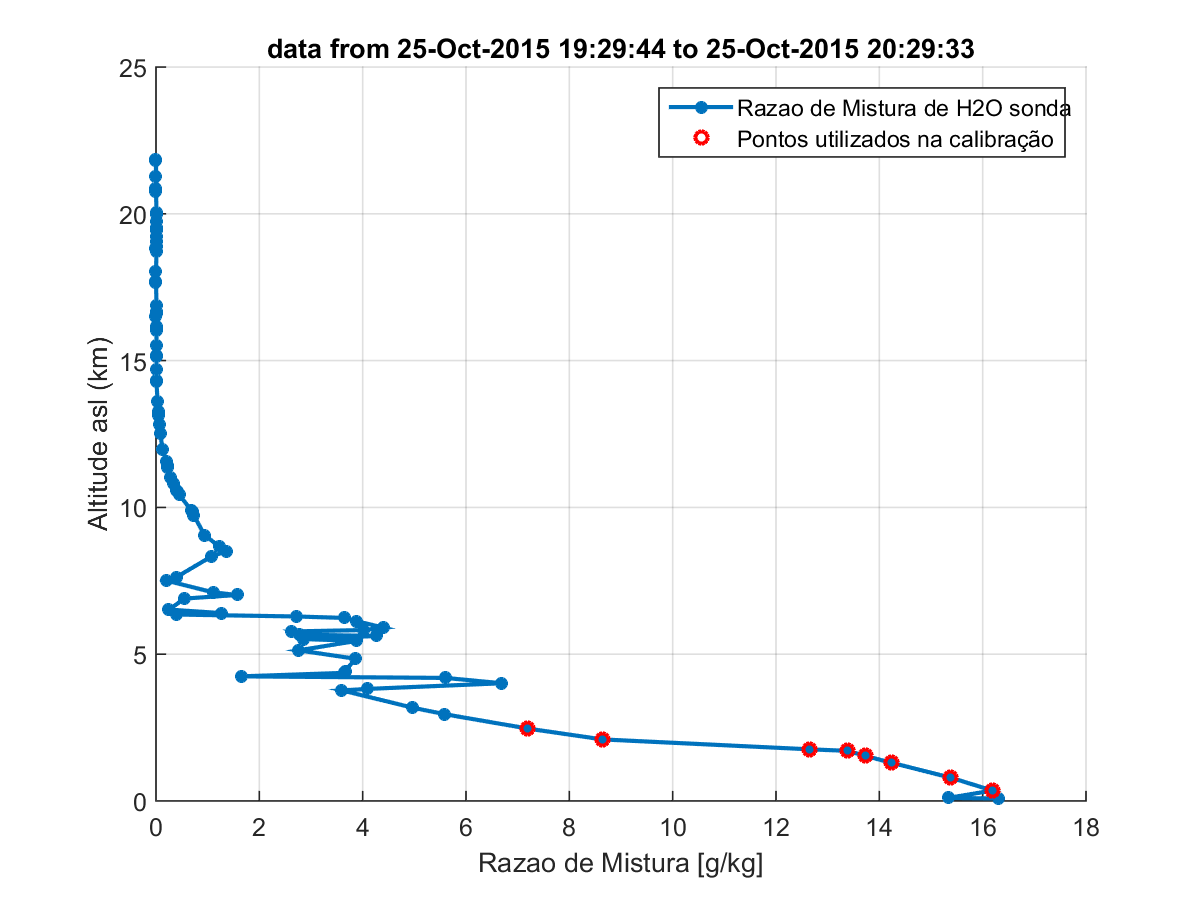 data from 25-Oct-2015 19:29:44 to 25-Oct-2015 20:29:33
Razao de Mistura de H2O sonda
Pontos utilizados na calibração
25
20
15
10
5
0
Altitude asl (km)
0 2 4 6 8 10 12 14 16 18
Razao de Mistura [g/kg]